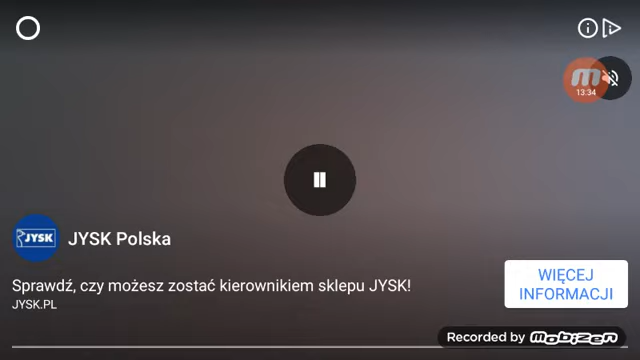 13:34
JYSK
JYSK Polska
Sprawdź, czy możesz zostać kierownikiem sklepu JYSK!
JYSK.PL
WIĘCEJ
INFORMACJI
Recorded by mobizen